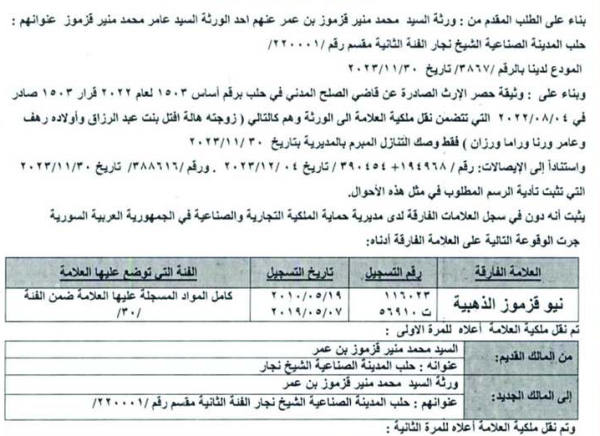 بناء على الطلب المقدم من : ورثة السيد محمد منير قزموز بن عمر عنهم احد الورثة السيد عامر محمد منير قزموز عنوانهم :
حلب المدينة الصناعية الشيخ نجار الفئة الثانية مقسم رقم /٢٢٠٠٠١/
المودع لدينا بالرقم /٣٨٦٧/ تاريخ ٢٠٢٣/١١/٣٠
وبناء على : وثيقة حصر الإرث الصادرة عن قاضي الصلح المدني في حلب برقم أساس ١٥٠٣ لعام ٢٠٢٢ قرار ١٥٠٣ صادر
في ٢٠٢٢/٠٨/٠٤ التي تتضمن نقل ملكية العلامة الى الورثة وهم كالتالي ( زوجته هالة افتل بنت عبد الرزاق وأولاده رهف
وعامر ورنا وراما ورزان ) فقط وصك التنازل المبرم بالمديرية بتاريخ ٣٠ /٢٠٢٣/١١
واستناداً إلى الإيصالات: رقم / ١٩٤٩٦٨+ ٣٩٠٤٥٤ / تاريخ ٠٤ /٢٠٢٣/١٢ . ورقم /٣٨٨٦١٦/ تاريخ ٢٠٢٣/١١/٣٠
التي تثبت تأدية الرسم المطلوب في مثل هذه الأحوال.
يثبت أنه دون في سجل العلامات الفارقة لدى مديرية حماية الملكية التجارية والصناعية في الجمهورية العربية السورية
جرت الوقوعة التالية على العلامة الفارقة أدناه:
العلامة الفارقة رقم التسجيل تاريخ التسجيل الفئة التي توضع عليها العلامة
نيو قزموز الذهبية ١١٦٠٢٣ ٢٠١٠/٠٥/١٩ كامل المواد المسجلة عليها العلامة ضمن الفئة
ت ٥٦٩١٠ ٢٠١٩/٠٥/٠٧ /٣٠/
تم نقل ملكية العلامة أعلاه للمرة الاولى :
من المالك القديم: السيد محمد منير قزموز بن عمر
عنوانه : حلب المدينة الصناعية الشيخ نجار
إلى المالك الجديد: ورثة السيد محمد منير قزموز بن عمر
عنوانهم : حلب المدينة الصناعية الشيخ نجار الفئة الثانية مقسم رقم /٢٢٠٠٠١/
وتم نقل ملكية العلامة أعلاه للمرة الثانية :